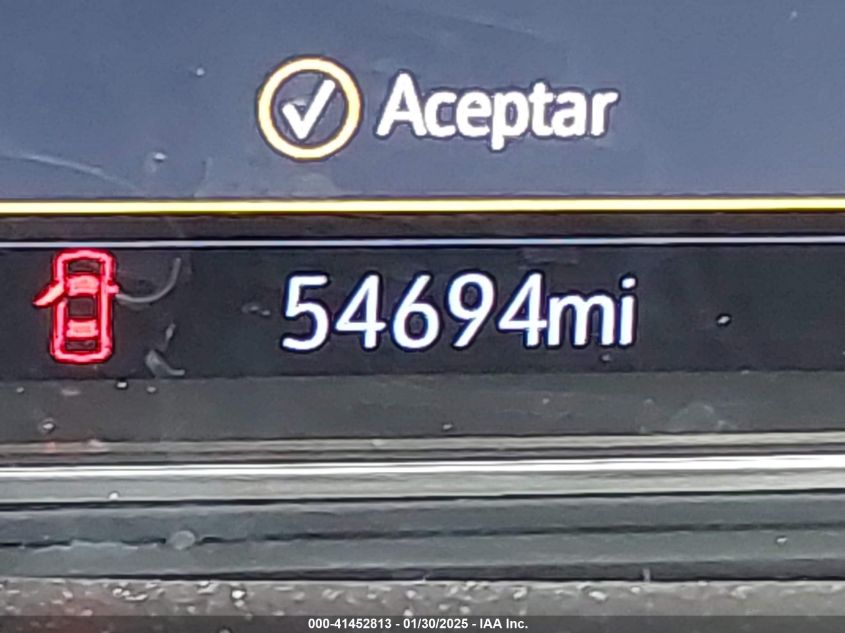 Aceptar
54694mi
000-41452813 - 01/30/2025 - IAA Inc.